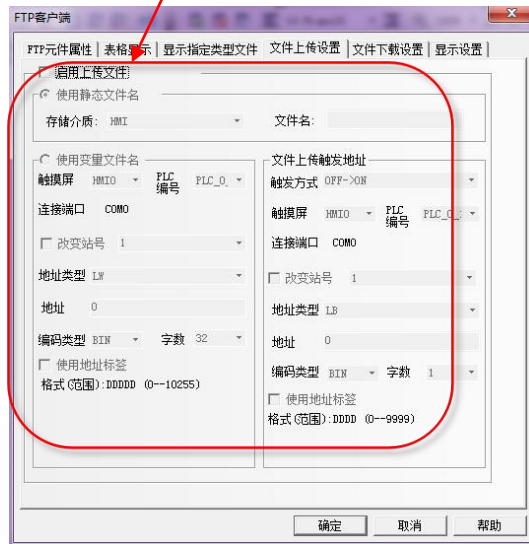 FTP客户端
FTP元件属性 表格显示 显示指定类型文件 文件上传设置 文件下载设置 显示设置
启用上传文件
使用静态文件名
存储介质: HMI
文件名:
使用变量文件名
触摸屏 HMI0 PLC编号 PLC_0_
连接端口 COM0
改变站号 1
地址类型 LW
地址 0
编码类型 BIN 字数 32
使用地址标签
格式(范围):DDDDD (0--10255)
文件上传触发地址
触发方式 OFF->ON
触摸屏 HMI0 PLC编号 PLC_0_:
连接端口 COM0
改变站号 1
地址类型 LB
地址 0
编码类型 BIN 字数 1
使用地址标签
格式(范围):DDDD (0--9999)
确定 取消 帮助